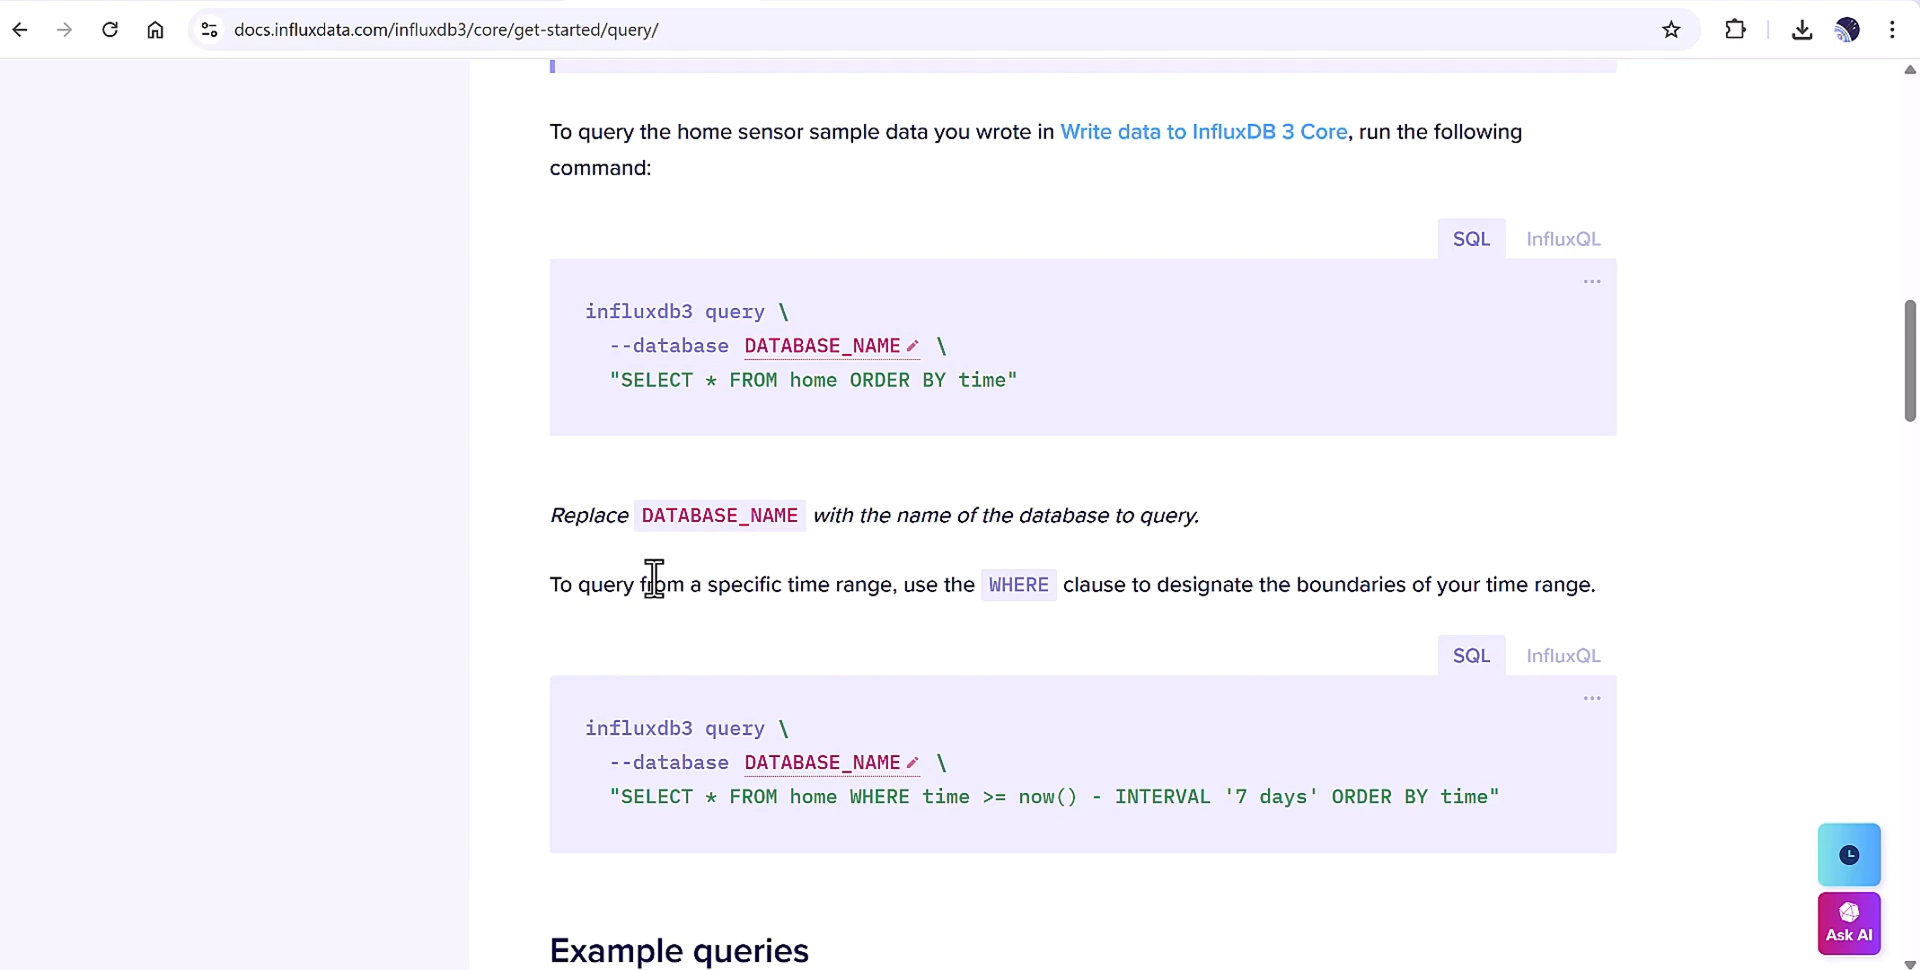 docs.influxdata.com/influxdb3/core/get-started/query/
To query the home sensor sample data you wrote in Write data to InfluxDB 3 Core, run the following
command:
SQL InfluxQL
...
influxdb3 query \
--database DATABASE_NAME \
"SELECT * FROM home ORDER BY time"
Replace DATABASE_NAME with the name of the database to query.
To query from a specific time range, use the WHERE clause to designate the boundaries of your time range.
SQL InfluxQL
...
influxdb3 query \
--database DATABASE_NAME \
"SELECT * FROM home WHERE time >= now() - INTERVAL '7 days' ORDER BY time"
Example queries
Ask AI